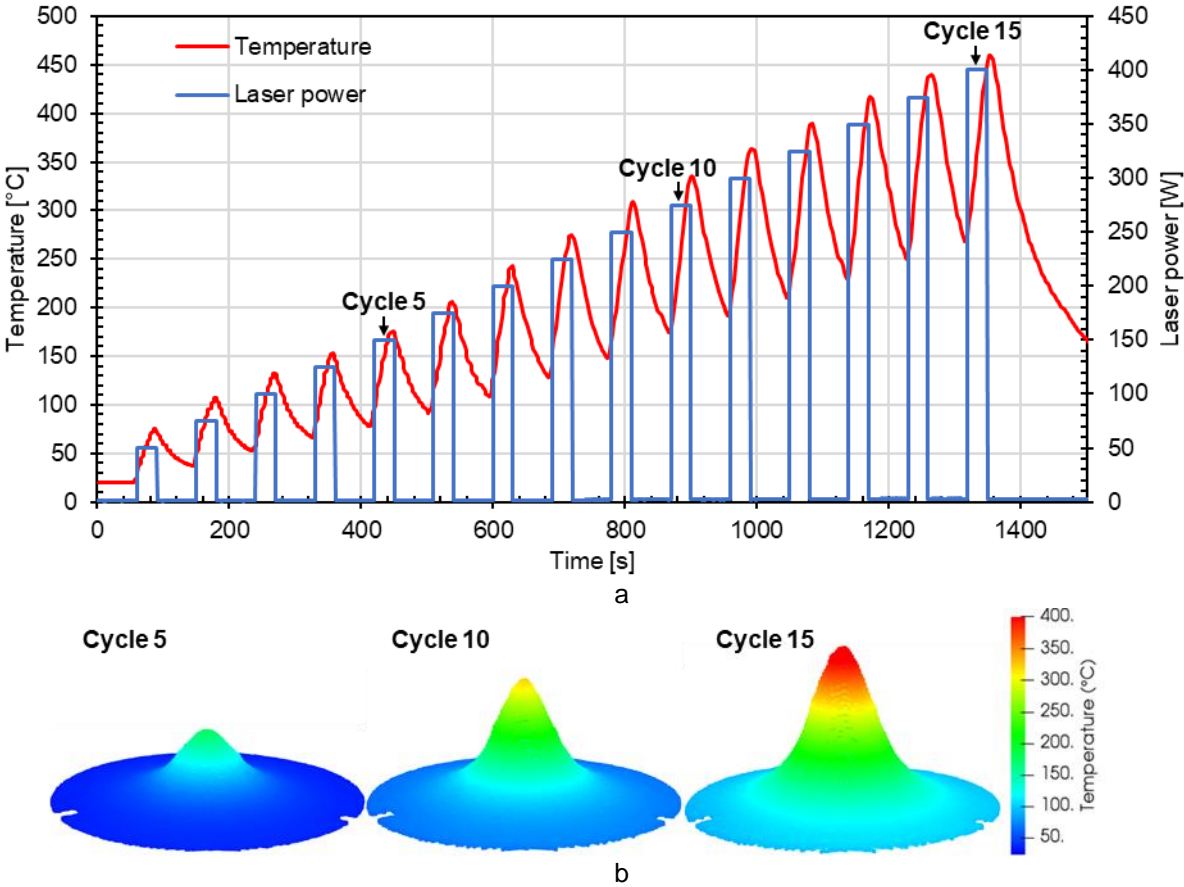 a
500
450
400
350
300
250
200
150
100
50
0
Temperature [°C]
Temperature
Laser power
Cycle 5
Cycle 10
Cycle 15
450
400
350
300
250
200
150
100
50
0
Laser power [W]
0 200 400 600 800 1000 1200 1400
Time [s]
a
Cycle 5 Cycle 10 Cycle 15
400.
350.
300.
250.
200.
150.
100.
50.
Temperature (°C)
b